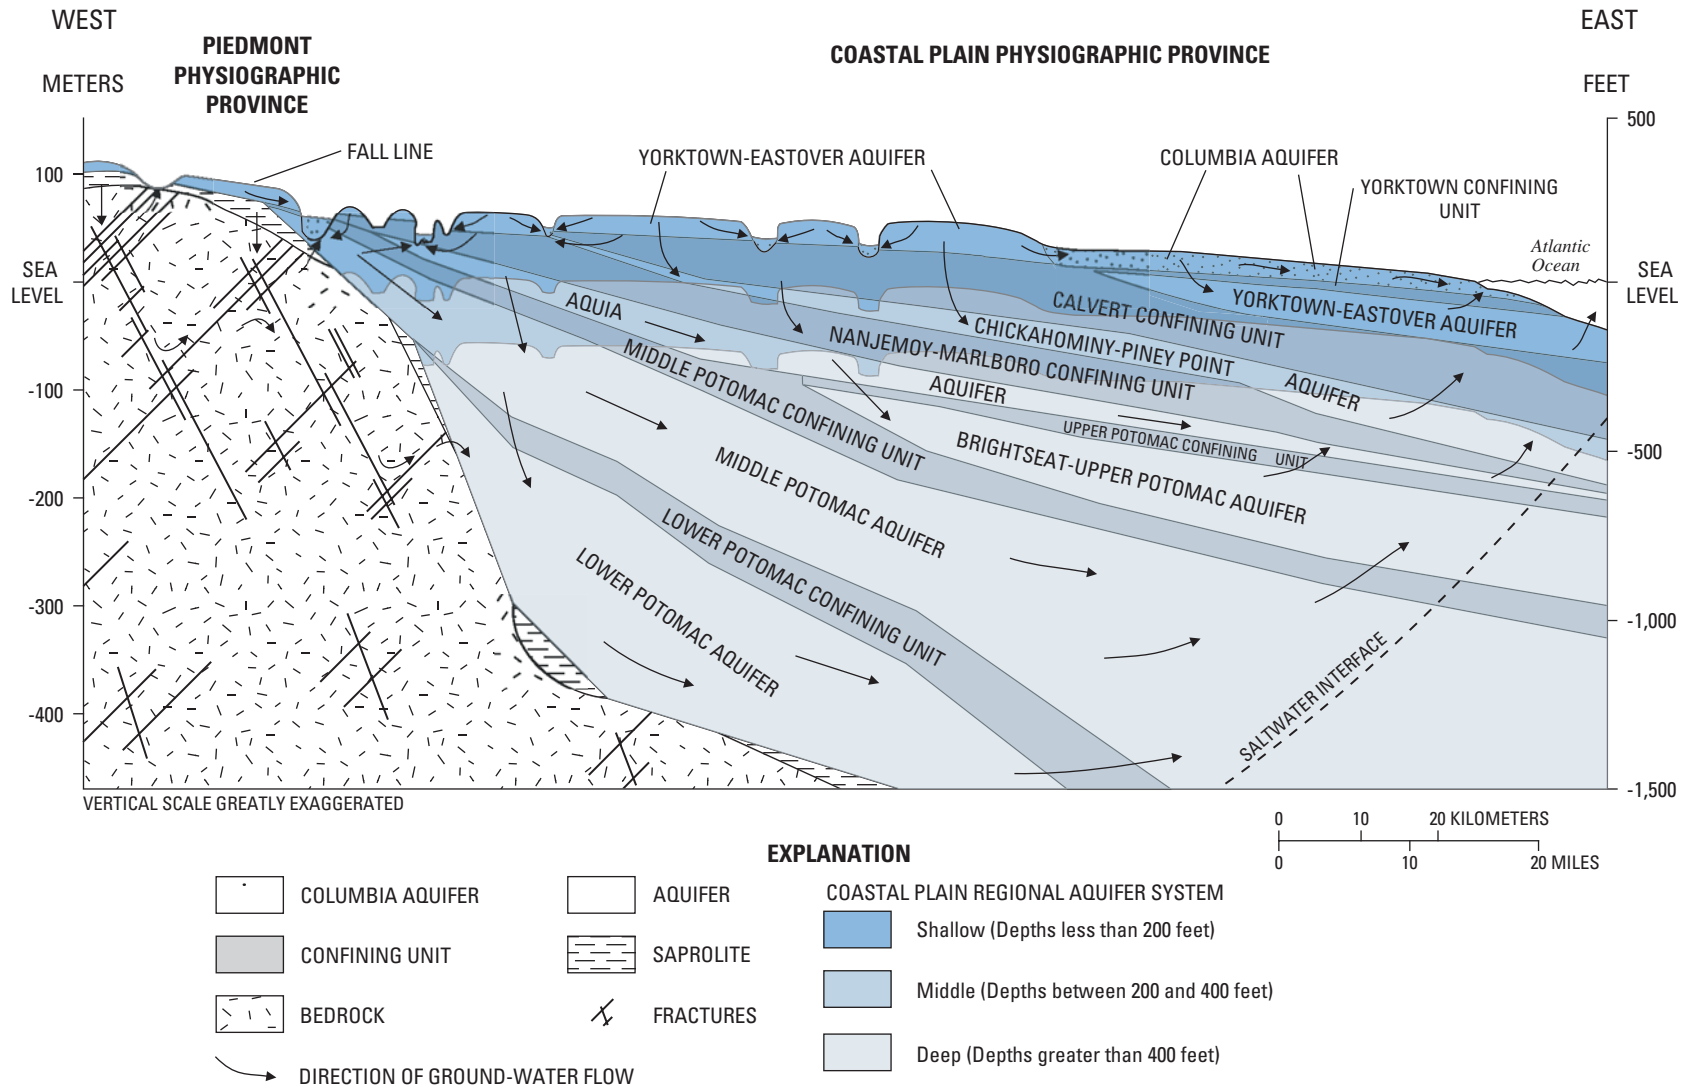 WEST
EAST
PIEDMONT
PHYSIOGRAPHIC
PROVINCE
COASTAL PLAIN PHYSIOGRAPHIC PROVINCE
METERS
FEET
500
FALL LINE
YORKTOWN-EASTOVER AQUIFER
COLUMBIA AQUIFER
YORKTOWN CONFINING
UNIT
100
Atlantic
Ocean
SEA
LEVEL
SEA
LEVEL
AQUIA
CALVERT CONFINING UNIT
YORKTOWN-EASTOVER AQUIFER
CHICKAHOMINY-PINEY POINT
AQUIFER
NANJEMOY-MARLBORO CONFINING UNIT
MIDDLE POTOMAC CONFINING UNIT
AQUIFER
-100
UPPER POTOMAC CONFINING UNIT
BRIGHTSEAT-UPPER POTOMAC AQUIFER
-500
MIDDLE POTOMAC AQUIFER
-200
LOWER POTOMAC CONFINING UNIT
LOWER POTOMAC AQUIFER
-300
-1,000
SALTWATER INTERFACE
-400
-1,500
VERTICAL SCALE GREATLY EXAGGERATED
0 10 20 KILOMETERS
0 10 20 MILES
EXPLANATION
COLUMBIA AQUIFER
CONFINING UNIT
BEDROCK
DIRECTION OF GROUND-WATER FLOW
AQUIFER
SAPROLITE
FRACTURES
COASTAL PLAIN REGIONAL AQUIFER SYSTEM
Shallow (Depths less than 200 feet)
Middle (Depths between 200 and 400 feet)
Deep (Depths greater than 400 feet)